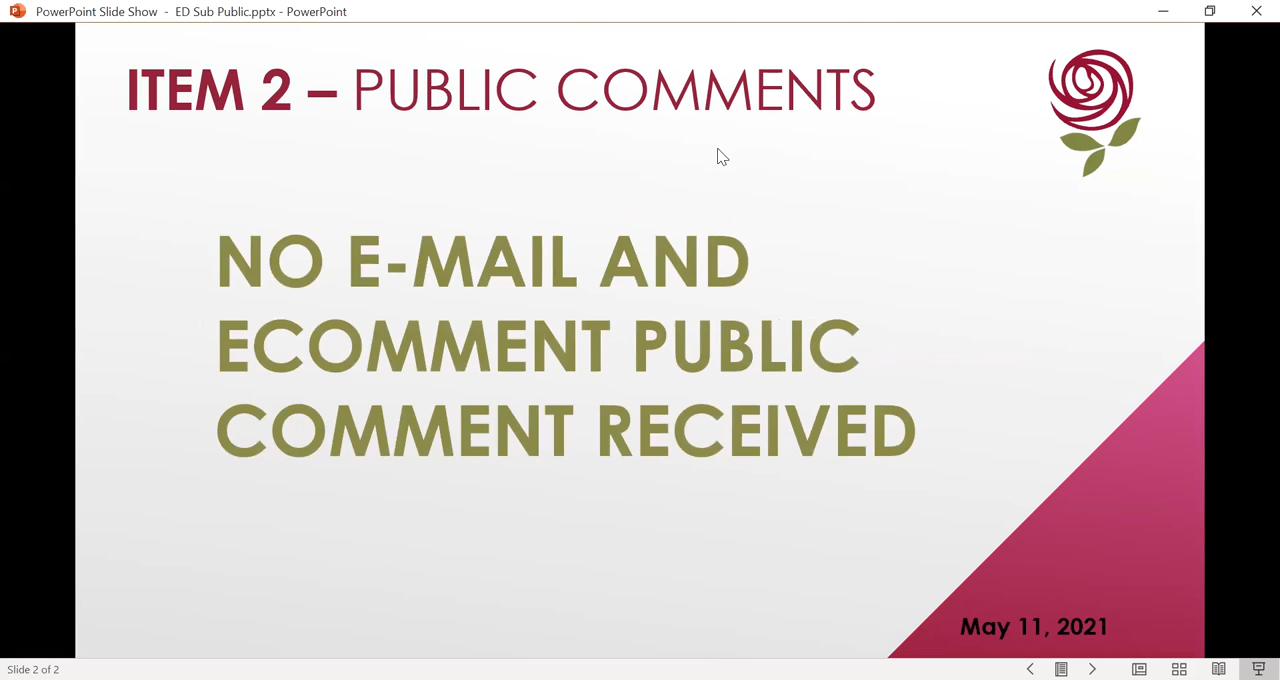 PowerPoint Slide Show - ED Sub Public.pptx - PowerPoint
ITEM 2 – PUBLIC COMMENTS
NO E-MAIL AND
ECOMMENT PUBLIC
COMMENT RECEIVED
May 11, 2021
Slide 2 of 2